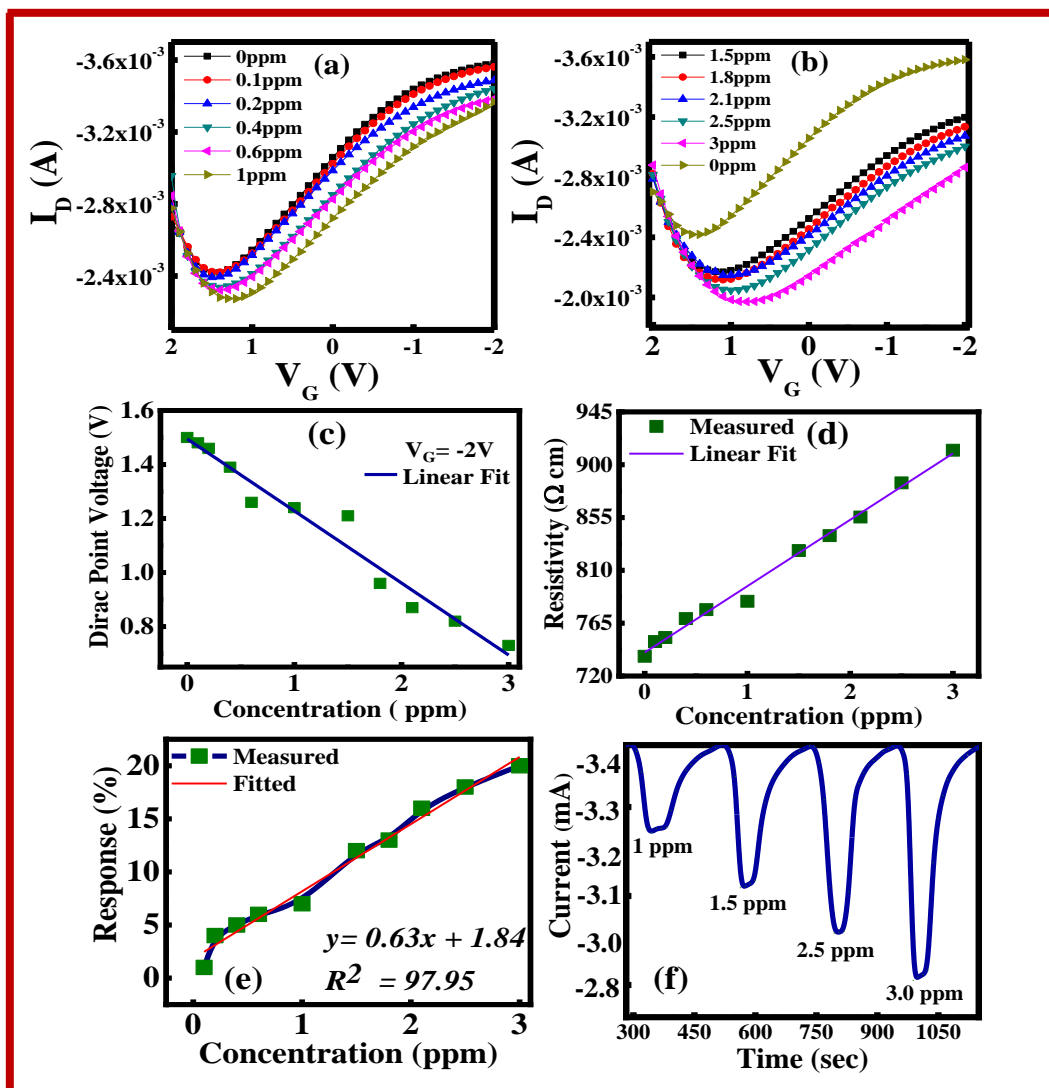 (a)
0ppm
0.1ppm
0.2ppm
0.4ppm
0.6ppm
1ppm
-3.6x10⁻³
-3.2x10⁻³
-2.8x10⁻³
-2.4x10⁻³
I_D (A)
2 1 0 -1 -2
V_G (V)
(b)
1.5ppm
1.8ppm
2.1ppm
2.5ppm
3ppm
0ppm
-3.6x10⁻³
-3.2x10⁻³
-2.8x10⁻³
-2.4x10⁻³
-2.0x10⁻³
I_D (A)
2 1 0 -1 -2
V_G (V)
(c)
V_G= -2V
Linear Fit
1.6
1.4
1.2
1.0
0.8
Dirac Point Voltage (V)
0 1 2 3
Concentration ( ppm)
(d)
Measured
Linear Fit
945
900
855
810
765
720
Resistivity (Ω cm)
0 1 2 3
Concentration (ppm)
Measured
Fitted
20
15
10
5
0
Response (%)
y= 0.63x + 1.84
R² = 97.95
(e)
0 1 2 3
Concentration (ppm)
-3.4
-3.3
-3.2
-3.1
-3.0
-2.8
Current (mA)
1 ppm
1.5 ppm
2.5 ppm
3.0 ppm
(f)
300 450 600 750 900 1050
Time (sec)